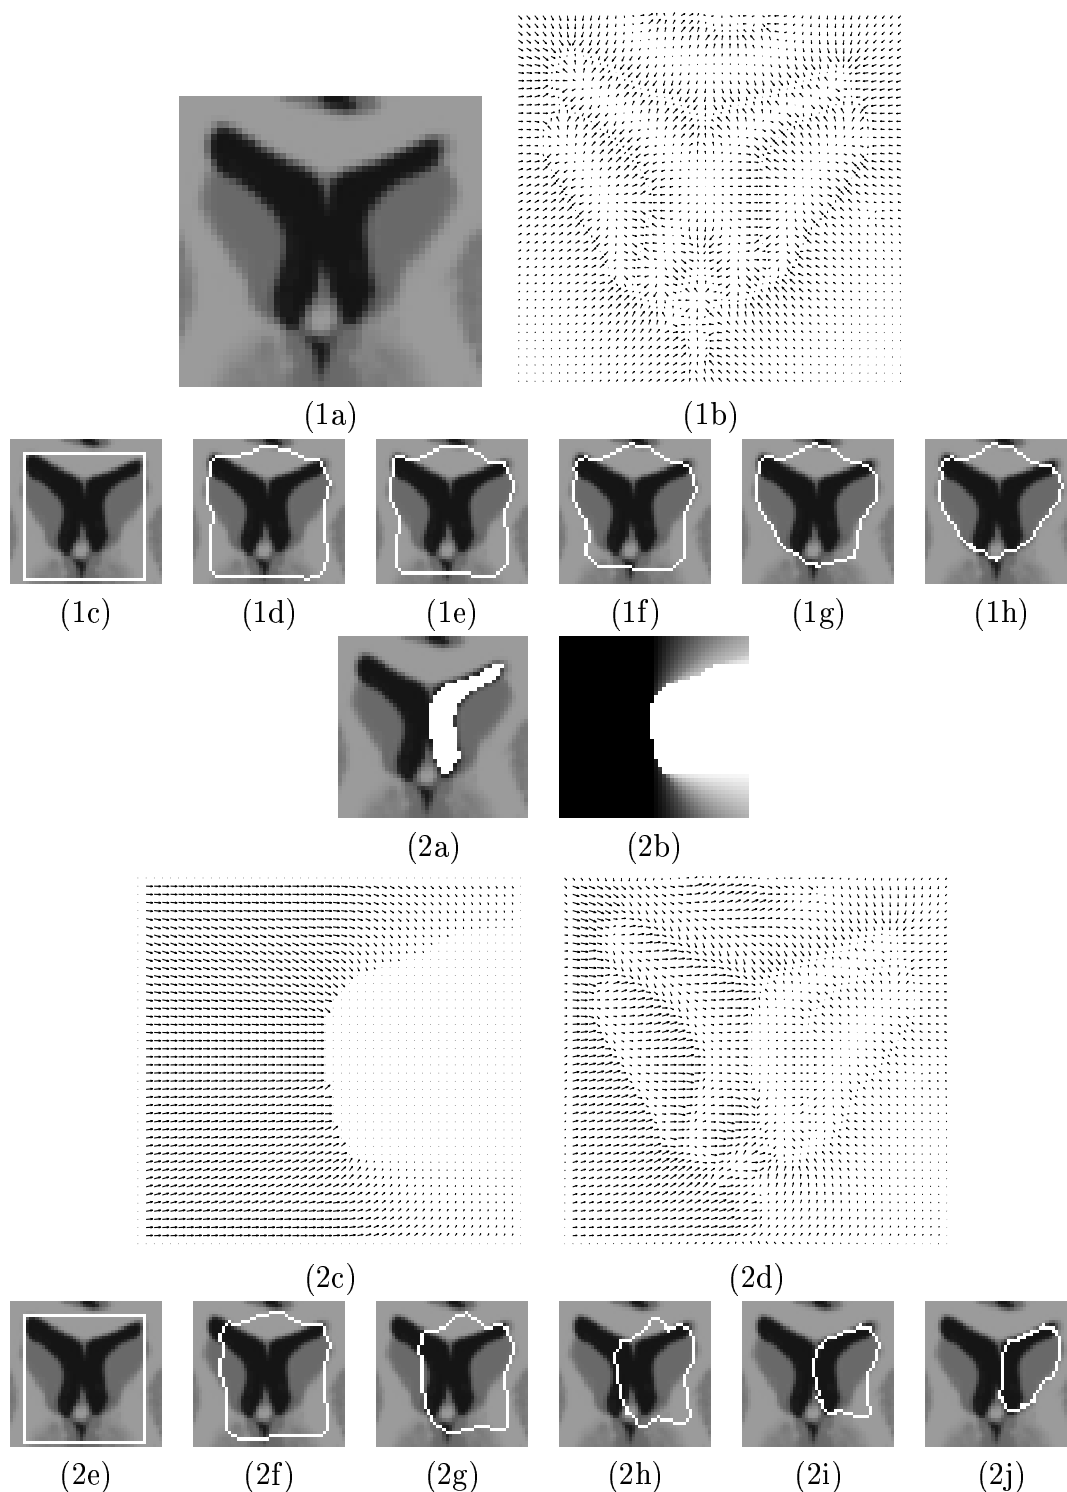 (1a) (1b)
(1c) (1d) (1e) (1f) (1g) (1h)
(2a) (2b)
(2c) (2d)
(2e) (2f) (2g) (2h) (2i) (2j)